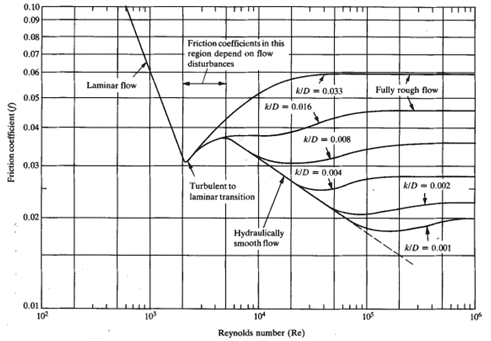 0.10
0.09
0.08
0.07
0.06
0.05
0.04
0.03
0.02
0.01
Friction coefficient (f)
Friction coefficients in this
region depend on flow
disturbances
Laminar flow
k/D = 0.033
Fully rough flow
k/D = 0.016
k/D = 0.008
k/D = 0.004
k/D = 0.002
Turbulent to
laminar transition
Hydraulically
smooth flow
k/D = 0.001
10²
10³
10⁴
10⁵
10⁶
Reynolds number (Re)